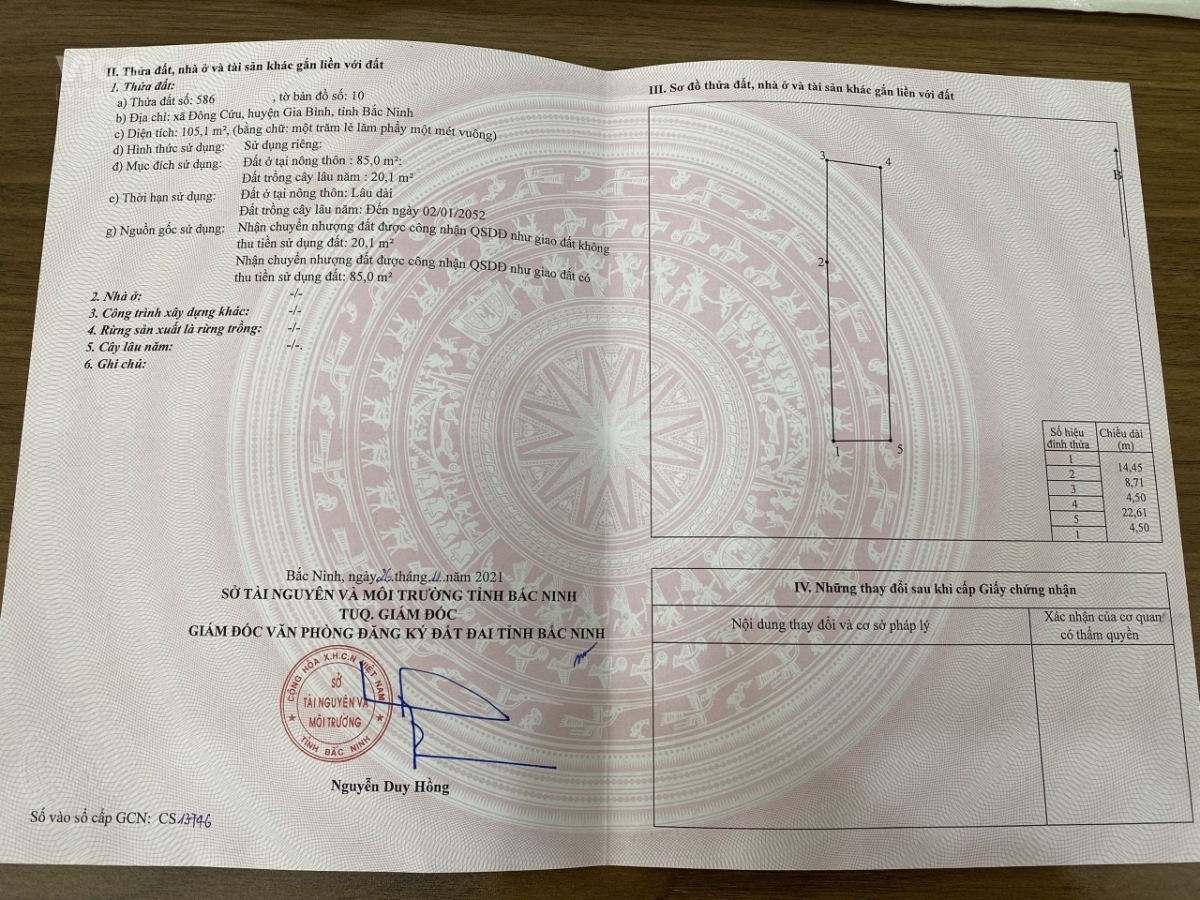 II. Thửa đất, nhà ở và tài sản khác gắn liền với đất
1. Thửa đất:
a) Thửa đất số: 586 , tờ bản đồ số: 10
b) Địa chỉ: xã Đông Cứu, huyện Gia Bình, tỉnh Bắc Ninh
c) Diện tích: 105,1 m², (bằng chữ: một trăm lẻ lăm phẩy một mét vuông)
d) Hình thức sử dụng: Sử dụng riêng:
đ) Mục đích sử dụng: Đất ở tại nông thôn : 85,0 m²;
Đất trồng cây lâu năm : 20,1 m²
e) Thời hạn sử dụng: Đất ở tại nông thôn: Lâu dài
Đất trồng cây lâu năm: Đến ngày 02/01/2052
g) Nguồn gốc sử dụng: Nhận chuyển nhượng đất được công nhận QSDĐ như giao đất không
thu tiền sử dụng đất: 20,1 m²
Nhận chuyển nhượng đất được công nhận QSDĐ như giao đất có
thu tiền sử dụng đất: 85,0 m²
2. Nhà ở: -/-
3. Công trình xây dựng khác: -/-
4. Rừng sản xuất là rừng trồng: -/-
5. Cây lâu năm: -/-.
6. Ghi chú:
Bắc Ninh, ngày 26 tháng 11 năm 2021
SỞ TÀI NGUYÊN VÀ MÔI TRƯỜNG TỈNH BẮC NINH
TUQ. GIÁM ĐỐC
GIÁM ĐỐC VĂN PHÒNG ĐĂNG KÝ ĐẤT ĐAI TỈNH BẮC NINH
CỘNG HÒA X.H.C.N VIỆT NAM
SỞ
TÀI NGUYÊN VÀ
MÔI TRƯỜNG
TỈNH BẮC NINH
Nguyễn Duy Hồng
Số vào sổ cấp GCN: CS13746
III. Sơ đồ thửa đất, nhà ở và tài sản khác gắn liền với đất
B
3
4
2
1
5
Số hiệu đỉnh thửa
Chiều dài (m)
1
14,45
2
8,71
3
4,50
4
22,61
5
4,50
1
IV. Những thay đổi sau khi cấp Giấy chứng nhận
Nội dung thay đổi và cơ sở pháp lý
Xác nhận của cơ quan
có thẩm quyền